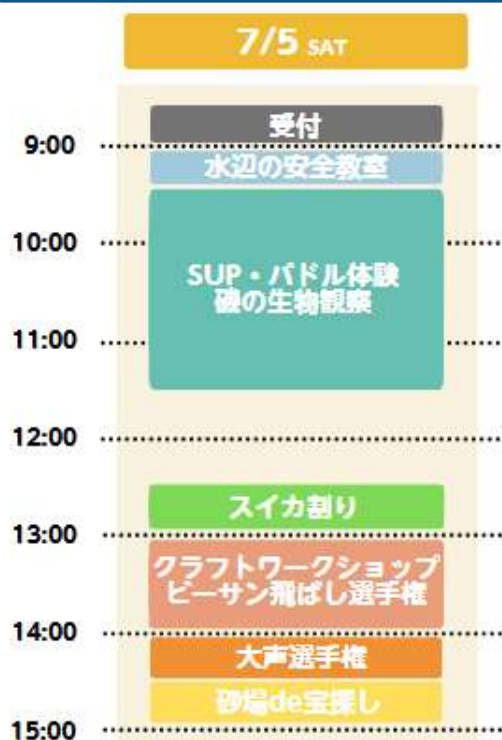 7/5 SAT
受付
9:00
水辺の安全教室
10:00
SUP・パドル体験
磯の生物観察
11:00
12:00
スイカ割り
13:00
クラフトワークショップ
ビーサン飛ばし選手権
14:00
大声選手権
砂場de宝探し
15:00